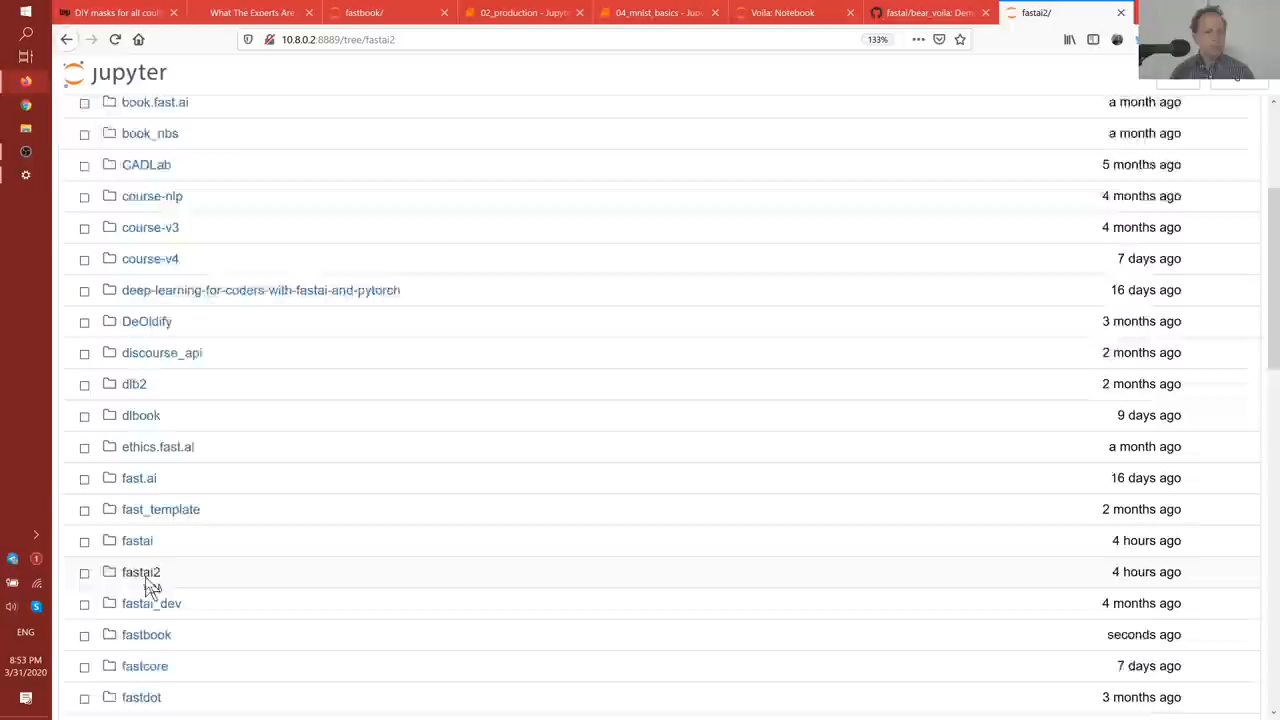 DIY masks for all coul
What The Experts Are
fastbook/
02_production - Jupyte
04_mnist_basics - Jup
Voila: Notebook
fastai/bear_voila: Dem
fastai2/
10.8.0.2:8889/tree/fastai2
133%
jupyter
book.fast.ai a month ago
book_nbs a month ago
CADLab 5 months ago
course-nlp 4 months ago
course-v3 4 months ago
course-v4 7 days ago
deep-learning-for-coders-with-fastai-and-pytorch 16 days ago
DeOldify 3 months ago
discourse_api 2 months ago
dlb2 2 months ago
dlbook 9 days ago
ethics.fast.ai a month ago
fast.ai 16 days ago
fast_template 2 months ago
fastai 4 hours ago
fastai2 4 hours ago
fastai_dev 4 months ago
fastbook seconds ago
fastcore 7 days ago
fastdot 3 months ago
1
ENG
8:53 PM
3/31/2020